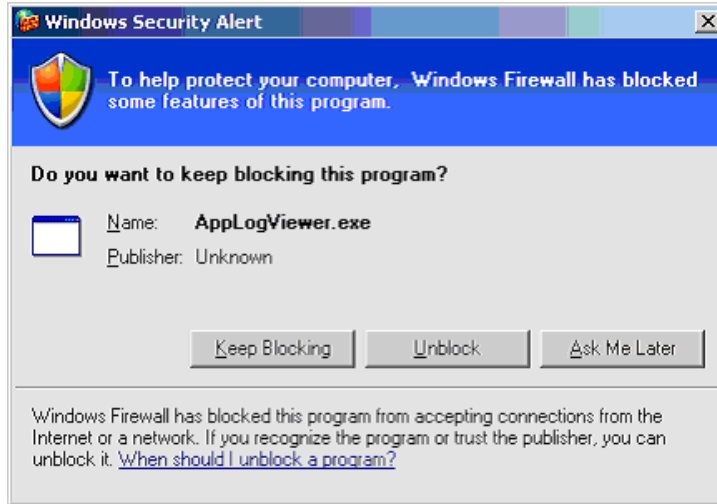 Windows Security Alert
To help protect your computer,  Windows Firewall has blocked
some features of this program.
Do you want to keep blocking this program?
Name: AppLogViewer.exe
Publisher: Unknown
Keep Blocking Unblock Ask Me Later
Windows Firewall has blocked this program from accepting connections from the
Internet or a network. If you recognize the program or trust the publisher, you can
unblock it. When should I unblock a program?